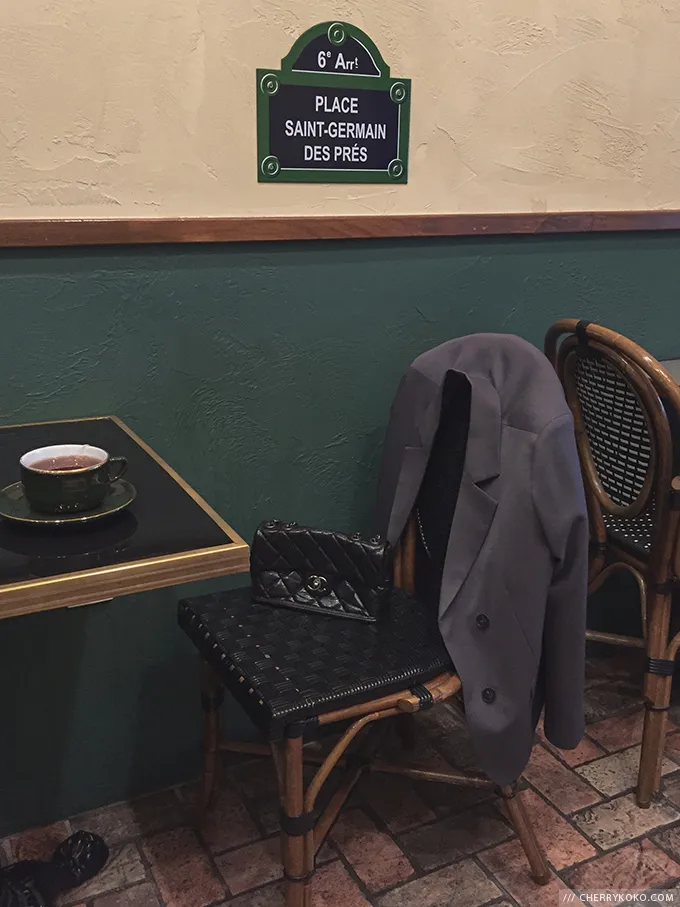 6e Arrt
PLACE
SAINT-GERMAIN
DES PRÉS
/// CHERRYKOKO.COM